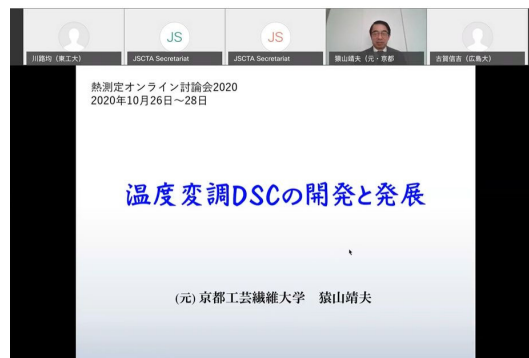 JS
JS
川路均（東工大）
JSCTA Secretariat
JSCTA Secretariat
猿山靖夫（元・京都
古賀信吉（広島大）
熱測定オンライン討論会2020
2020年10月26日～28日
温度変調DSCの開発と発展
(元) 京都工芸繊維大学　猿山靖夫